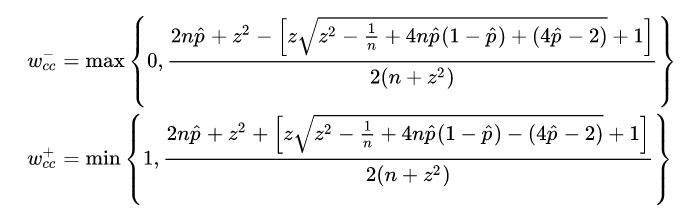 w_{cc}^{-} = \max\left\{0, \frac{2n\hat{p} + z^2 - \left[z\sqrt{z^2 - \frac{1}{n} + 4n\hat{p}(1 - \hat{p}) + (4\hat{p} - 2)} + 1\right]}{2(n + z^2)}\right\}
w_{cc}^{+} = \min\left\{1, \frac{2n\hat{p} + z^2 + \left[z\sqrt{z^2 - \frac{1}{n} + 4n\hat{p}(1 - \hat{p}) - (4\hat{p} - 2)} + 1\right]}{2(n + z^2)}\right\}